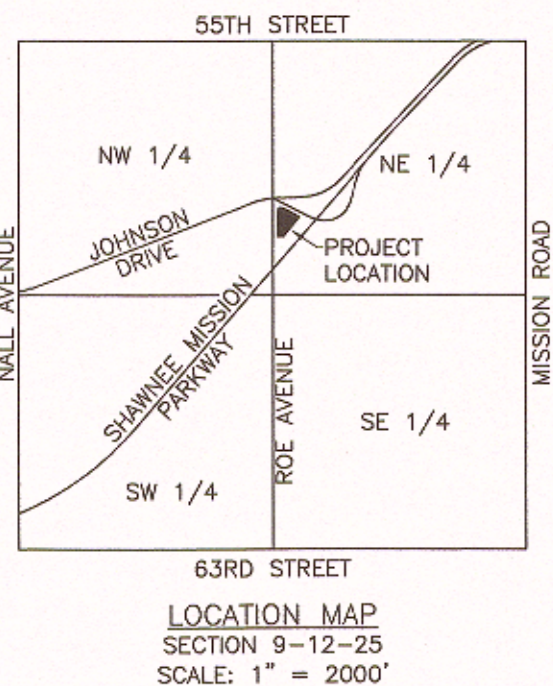 55TH STREET
NW 1/4
NE 1/4
JOHNSON
DRIVE
PROJECT
LOCATION
NALL AVENUE
MISSION ROAD
SHAWNEE MISSION
PARKWAY
ROE AVENUE
SE 1/4
SW 1/4
63RD STREET
LOCATION MAP
SECTION 9-12-25
SCALE: 1" = 2000'